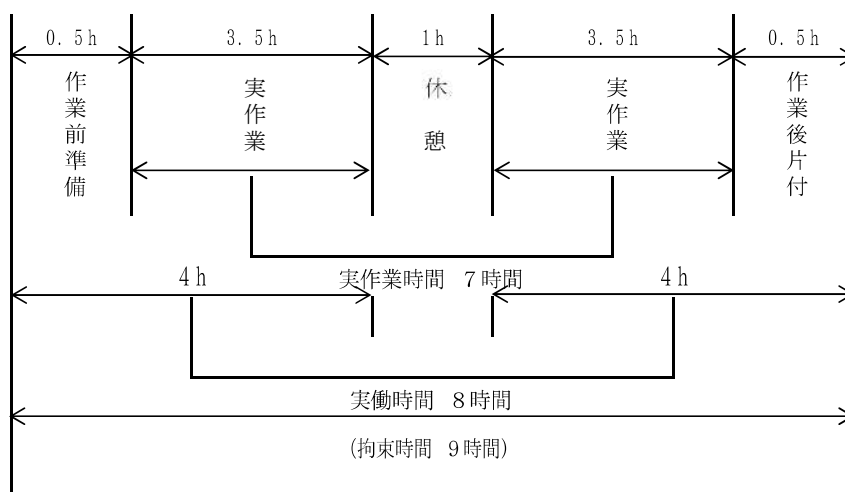 0.5h
3.5h
1h
3.5h
0.5h
作業前準備
実作業
休憩
実作業
作業後片付
実作業時間 7時間
4h
4h
実働時間 8時間
(拘束時間 9時間)